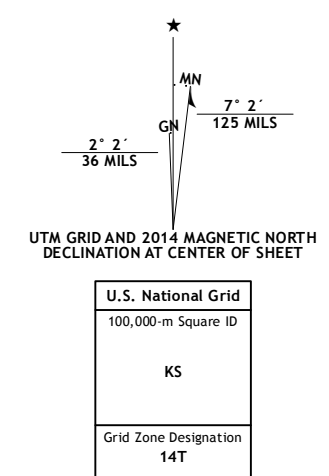 ★
MN
GN
7° 2´
125 MILS
2° 2´
36 MILS
UTM GRID AND 2014 MAGNETIC NORTH
DECLINATION AT CENTER OF SHEET
U.S. National Grid
100,000-m Square ID
KS
Grid Zone Designation
14T